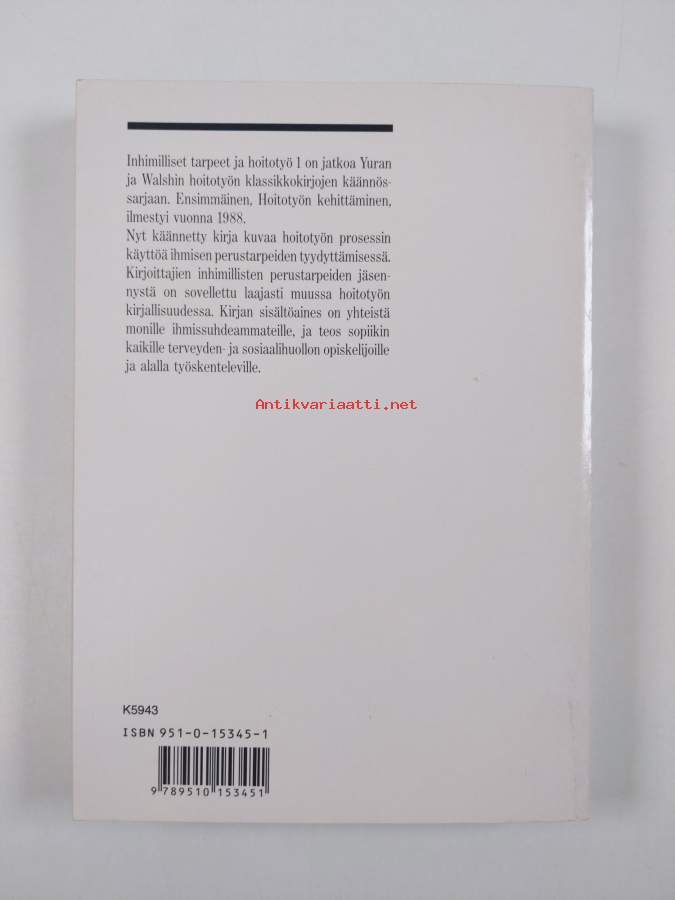 Inhimilliset tarpeet ja hoitotyö 1 on jatkoa Yuran
ja Walshin hoitotyön klassikkokirjojen käännös-
sarjaan. Ensimmäinen, Hoitotyön kehittäminen,
ilmestyi vuonna 1988.
Nyt käännetty kirja kuvaa hoitotyön prosessin
käyttöä ihmisen perustarpeiden tyydyttämisessä.
Kirjoittajien inhimillisten perustarpeiden jäsen-
nystä on sovellettu laajasti muussa hoitotyön
kirjallisuudessa. Kirjan sisältöaines on yhteistä
monille ihmissuhdeammateille, ja teos sopiikin
kaikille terveyden- ja sosiaalihuollon opiskelijoille
ja alalla työskenteleville.
Antikvariaatti.net
K5943
ISBN 951-0-15345-1
9 789510 153451